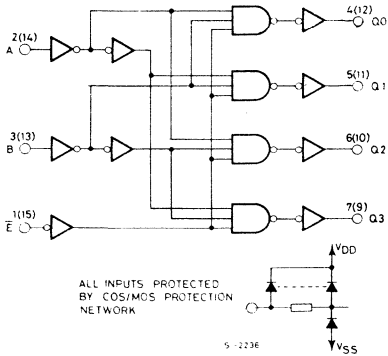 4(12)
Q0
2(14)
A
5(11)
Q1
3(13)
B
6(10)
Q2
1(15)
E̅
7(9)
Q3
ALL INPUTS PROTECTED
BY COS/MOS PROTECTION
NETWORK
VDD
VSS
S-2236